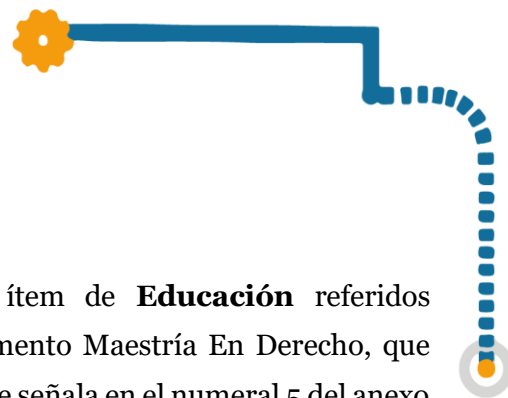 ítem de Educación referidos
mento Maestría En Derecho, que
e señala en el numeral 5 del anexo